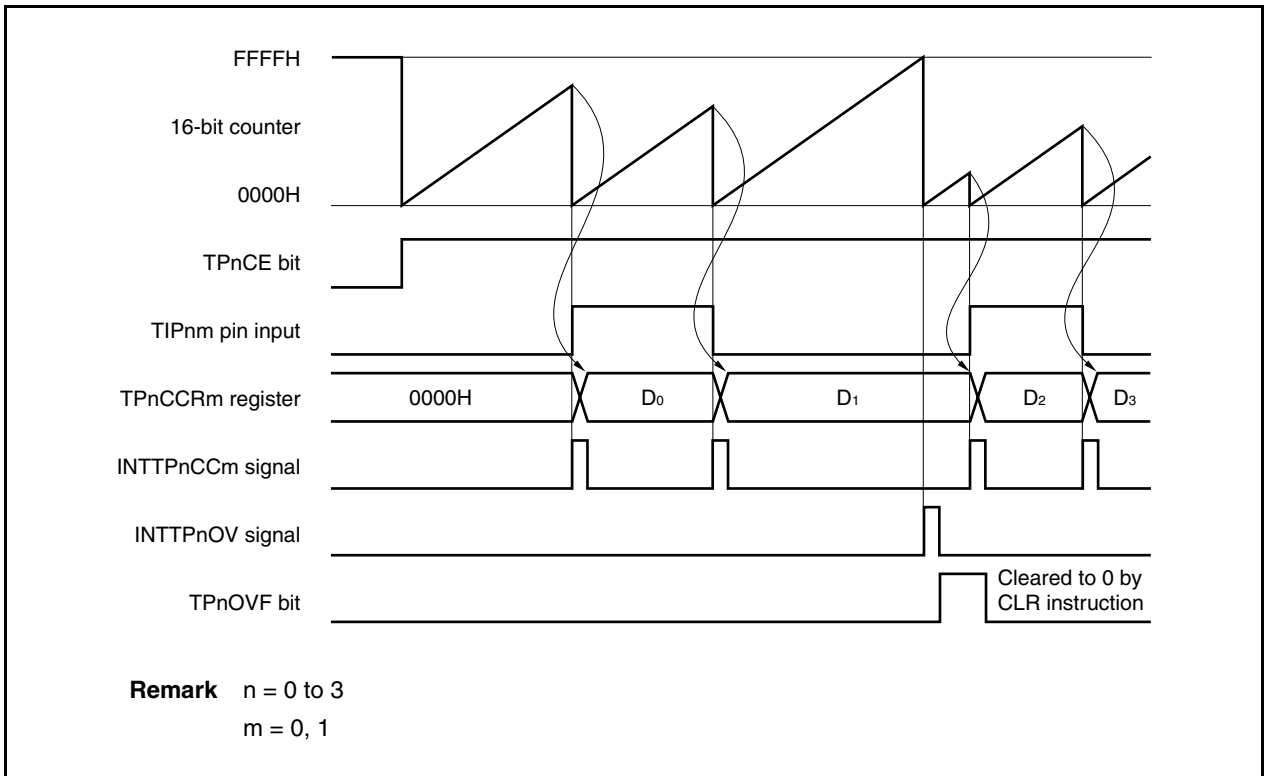 FFFFH
16-bit counter
0000H
TPnCE bit
TIPnm pin input
TPnCCRm register
0000H D0 D1 D2 D3
INTTPnCCm signal
INTTPnOV signal
TPnOVF bit
Cleared to 0 by
CLR instruction
Remark n = 0 to 3
m = 0, 1